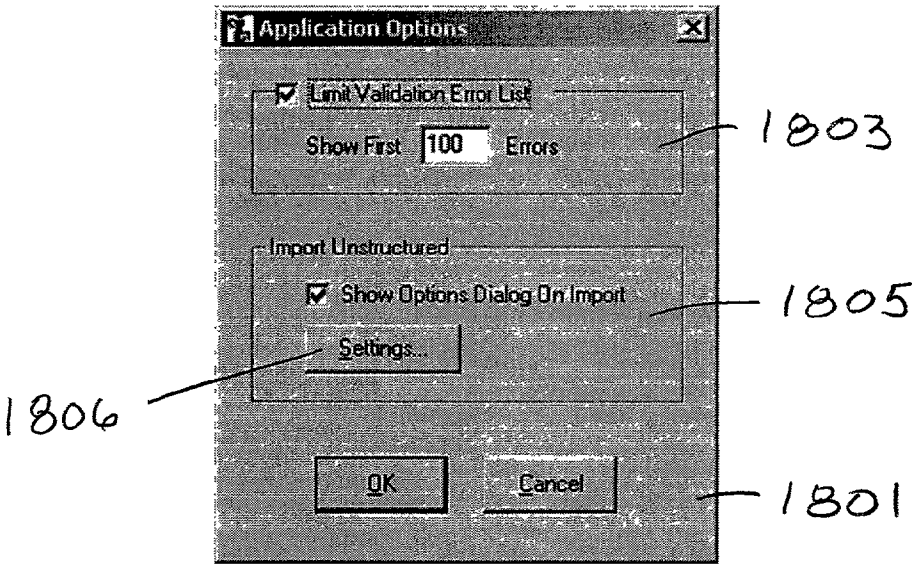 Application Options
Limit Validation Error List
Show First 100 Errors
1803
Import Unstructured
Show Options Dialog On Import
1805
Settings...
1806
OK Cancel
1801